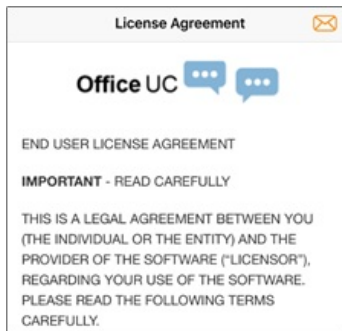 License Agreement
Office UC
END USER LICENSE AGREEMENT
IMPORTANT - READ CAREFULLY
THIS IS A LEGAL AGREEMENT BETWEEN YOU
(THE INDIVIDUAL OR THE ENTITY) AND THE
PROVIDER OF THE SOFTWARE (“LICENSOR”),
REGARDING YOUR USE OF THE SOFTWARE.
PLEASE READ THE FOLLOWING TERMS
CAREFULLY.